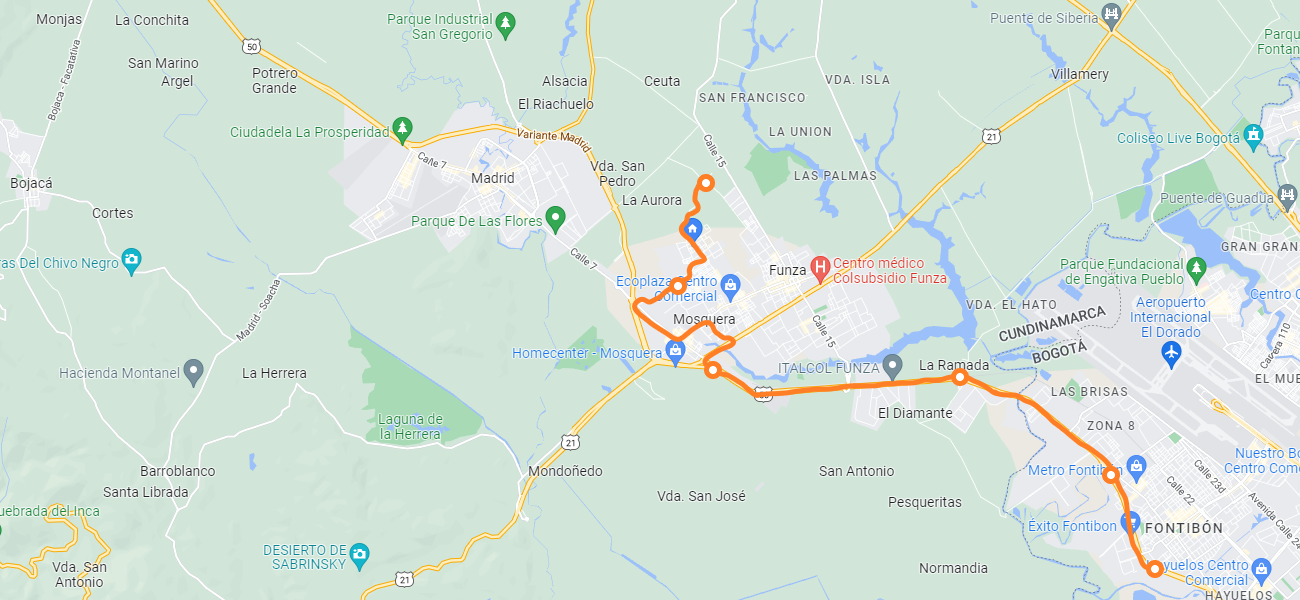 Monjas
La Conchita
Parque Industrial
San Gregorio
Puente de Siberia
Parqu
Fontan
50
San Marino
Argel
Potrero
Grande
Bojaca - Facatativa
Alsacia
Ceuta
VDA. ISLA
Villamery
El Riachuelo
SAN FRANCISCO
Ciudadela La Prosperidad
Variante Madrid
LA UNION
21
Coliseo Live Bogotá
Calle 7
Calle 15
Bojacá
Madrid
Vda. San
Pedro
LAS PALMAS
La Aurora
Puente de Guadua
Cortes
Parque De Las Flores
GRAN GRAN
ras Del Chivo Negro
Calle 7
Funza
Centro médico
Colsubsidio Funza
Parque Fundacional
de Engativa Pueblo
Ecoplaza Centro
Comercial
Madrid - Soacha
VDA. EL HATO
Aeropuerto
Internacional
El Dorado
Centro C
Mosquera
Calle 15
CUNDINAMARCA
BOGOTÁ
Carrera 110
Homecenter - Mosquera
Hacienda Montanel
La Herrera
ITALCOL FUNZA
La Ramada
EL MUE
LAS BRISAS
El Diamante
Laguna de
la Herrera
ZONA 8
21
Barroblanco
Mondoñedo
San Antonio
Metro Fontibón
Nuestro Bo
Centro Come
Santa Librada
Vda. San José
Pesqueritas
Calle 22
Calle 23d
Avenida Calle 24
uebrada del Inca
Éxito Fontibon
FONTIBÓN
DESIERTO DE
SABRINSKY
Vda. San
Antonio
21
Normandia
Hayuelos Centro
Comercial
HAYUELOS